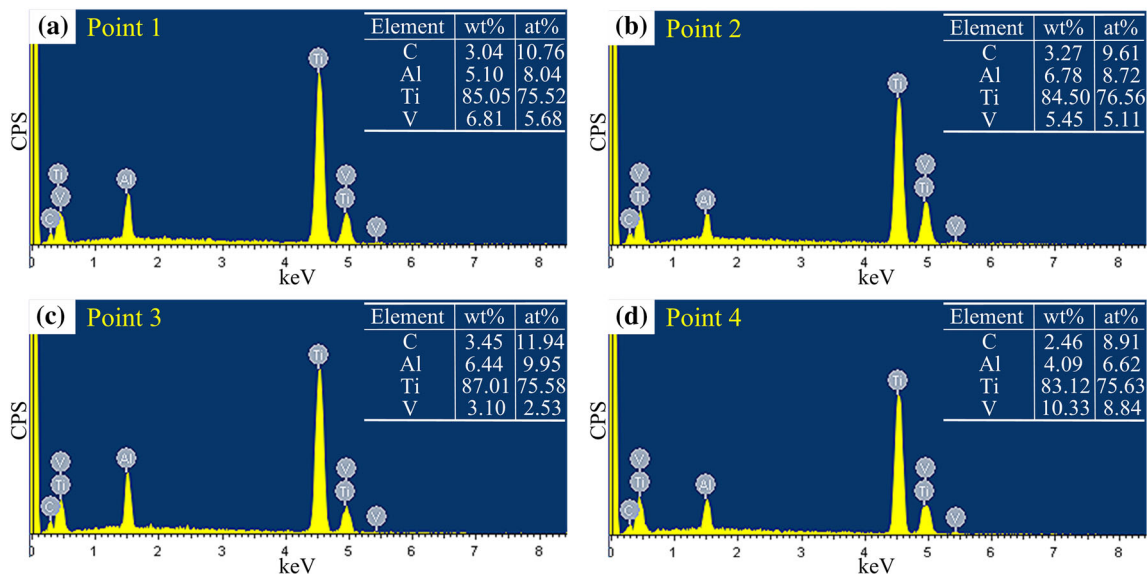 (a) Point 1
Element wt% at%
C 3.04 10.76
Al 5.10 8.04
Ti 85.05 75.52
V 6.81 5.68
Ti
Ti
V
C
Al
V
Ti
V
CPS
0 1 2 3 4 5 6 7 8
keV
(b) Point 2
Element wt% at%
C 3.27 9.61
Al 6.78 8.72
Ti 84.50 76.56
V 5.45 5.11
Ti
V
Ti
C
Al
V
Ti
V
CPS
0 1 2 3 4 5 6 7 8
keV
(c) Point 3
Element wt% at%
C 3.45 11.94
Al 6.44 9.95
Ti 87.01 75.58
V 3.10 2.53
Ti
V
Ti
C
Al
V
Ti
V
CPS
0 1 2 3 4 5 6 7 8
keV
(d) Point 4
Element wt% at%
C 2.46 8.91
Al 4.09 6.62
Ti 83.12 75.63
V 10.33 8.84
Ti
V
Ti
C
Al
V
Ti
V
CPS
0 1 2 3 4 5 6 7 8
keV